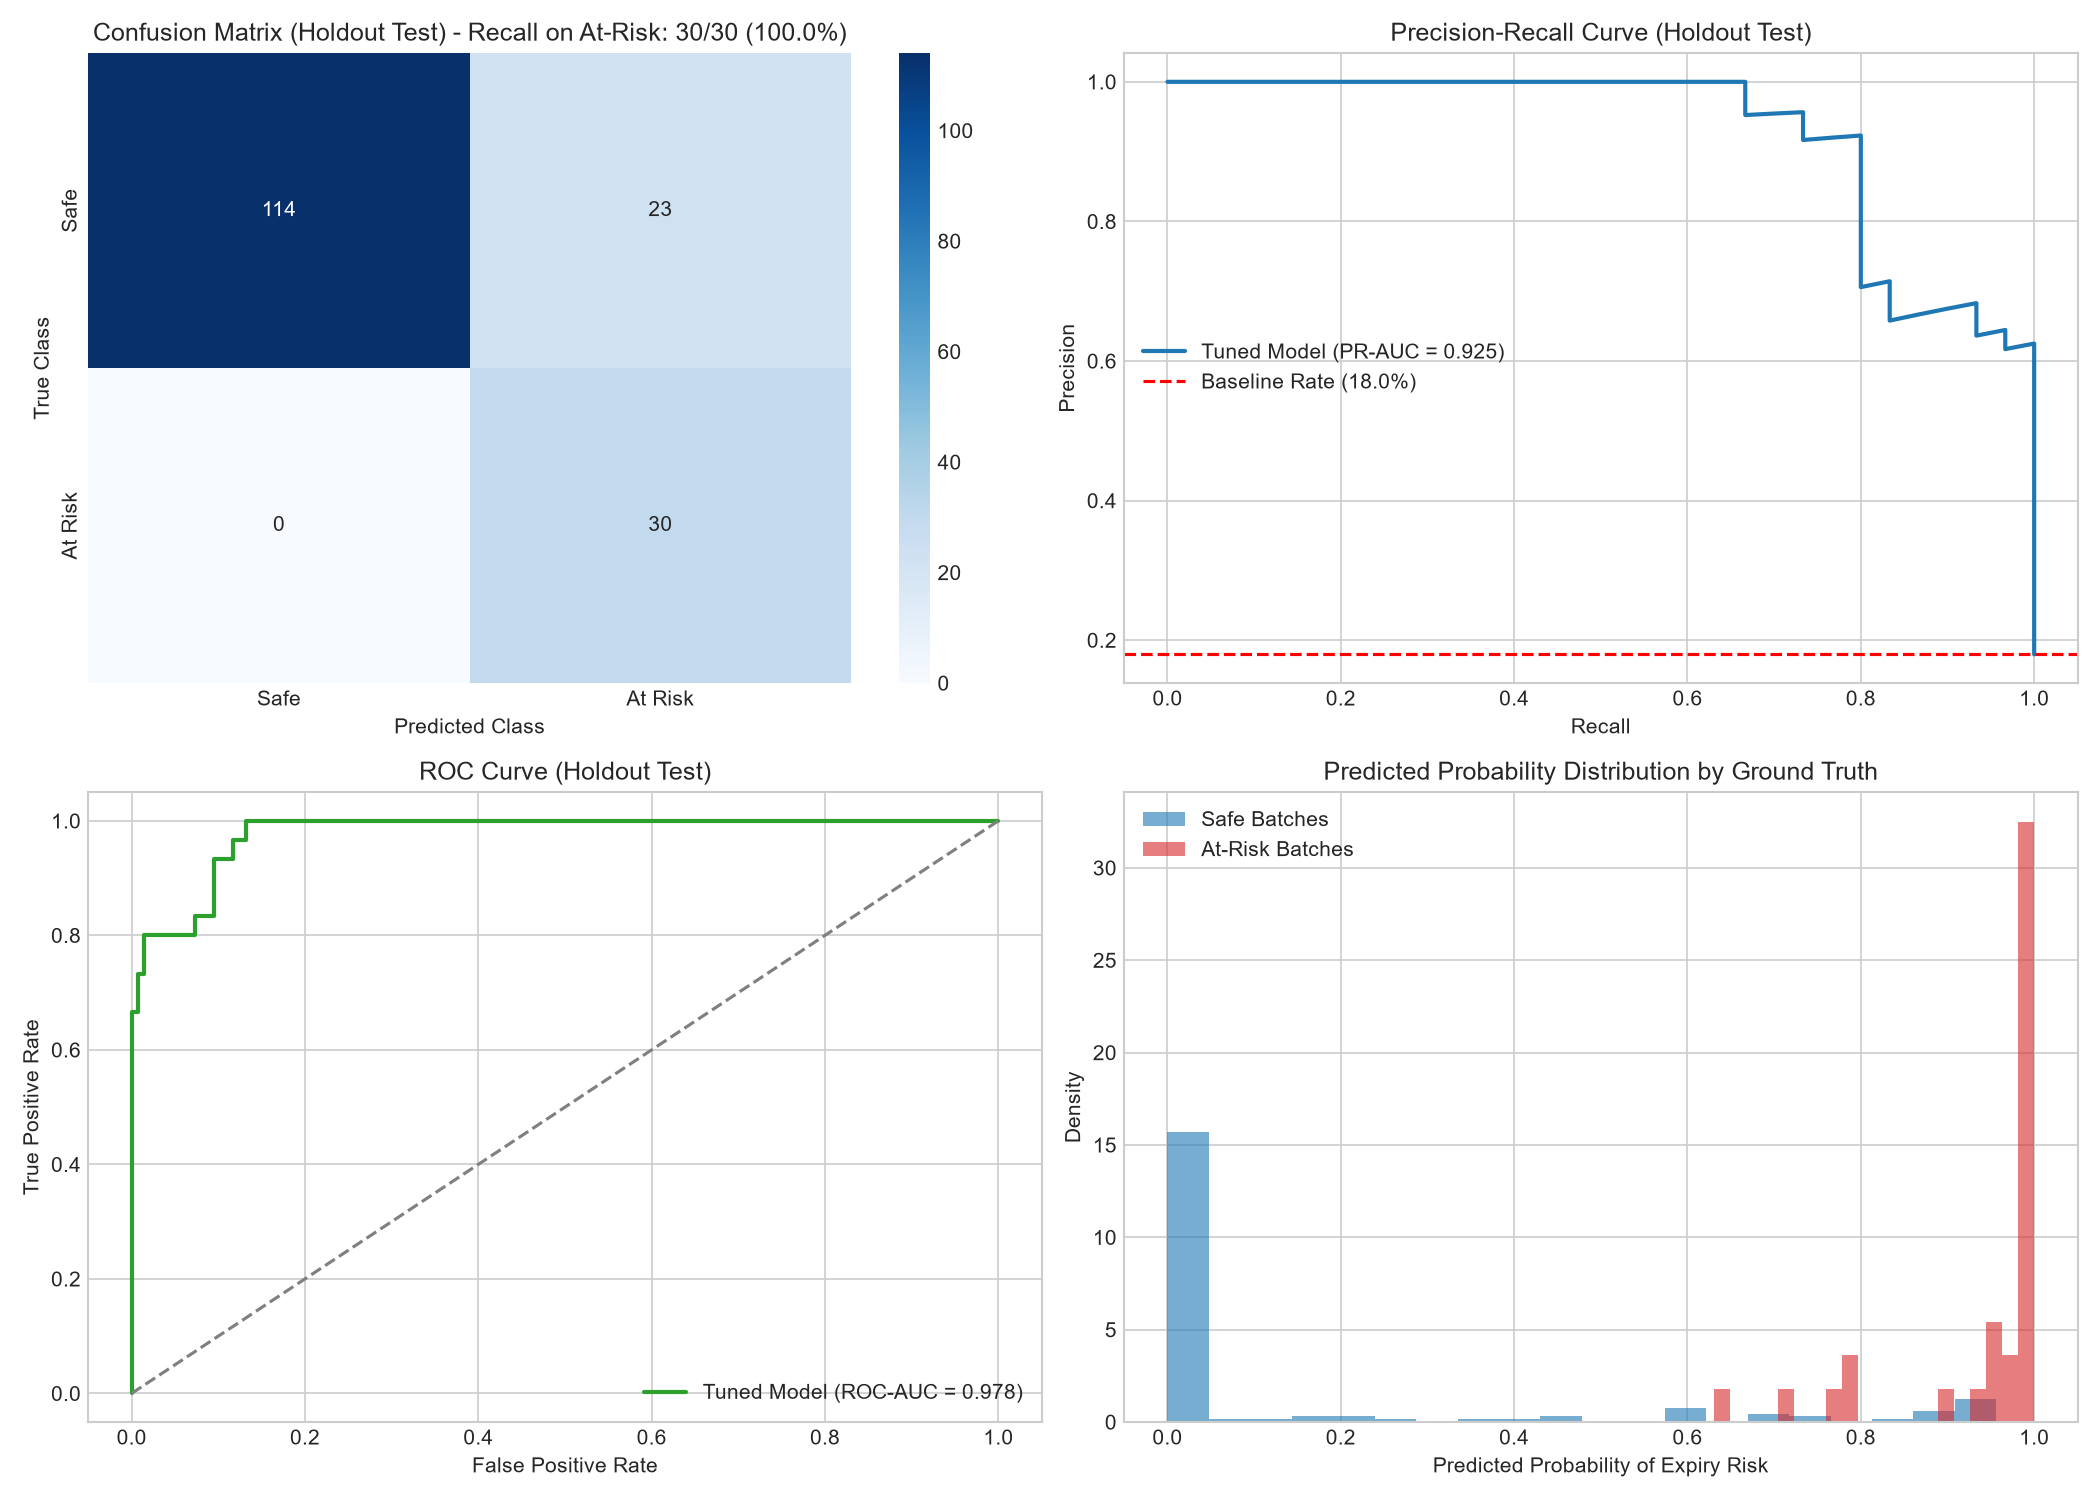 Confusion Matrix (Holdout Test) - Recall on At-Risk: 30/30 (100.0%)
True Class
Safe
At Risk
114
23
0
30
Safe
At Risk
Predicted Class
100
80
60
40
20
0
Precision-Recall Curve (Holdout Test)
Precision
1.0
0.8
0.6
0.4
0.2
Tuned Model (PR-AUC = 0.925)
Baseline Rate (18.0%)
0.0
0.2
0.4
0.6
0.8
1.0
Recall
ROC Curve (Holdout Test)
True Positive Rate
1.0
0.8
0.6
0.4
0.2
0.0
Tuned Model (ROC-AUC = 0.978)
0.0
0.2
0.4
0.6
0.8
1.0
False Positive Rate
Predicted Probability Distribution by Ground Truth
Density
Safe Batches
At-Risk Batches
30
25
20
15
10
5
0
0.0
0.2
0.4
0.6
0.8
1.0
Predicted Probability of Expiry Risk